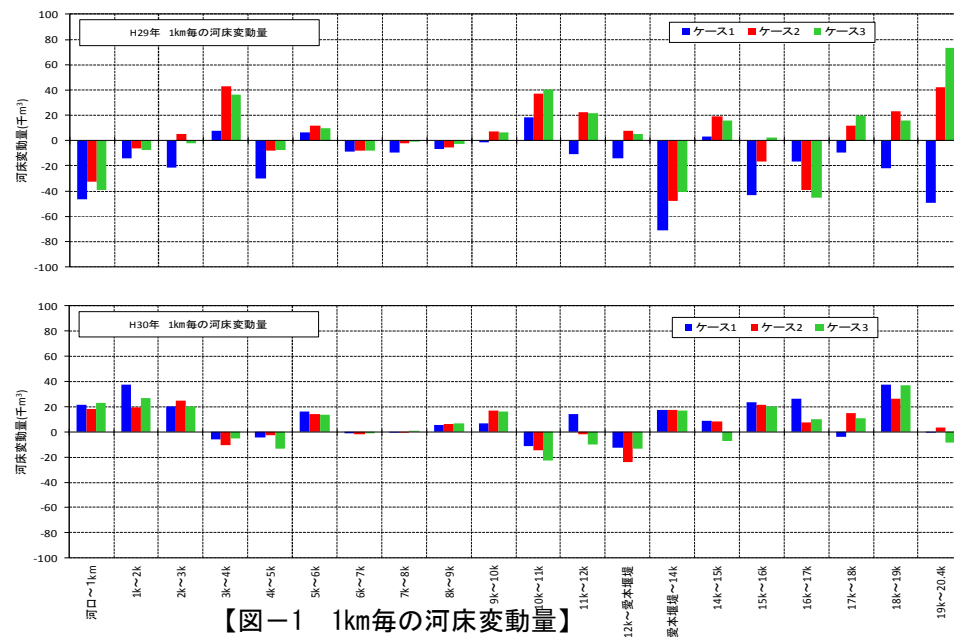 H29年 1km毎の河床変動量
ケース1 ケース2 ケース3
河床変動量(千m³)
100
80
60
40
20
0
-20
-40
-60
-80
-100
H30年 1km毎の河床変動量
ケース1 ケース2 ケース3
河床変動量(千m³)
100
80
60
40
20
0
-20
-40
-60
-80
-100
河口～1km
1k～2k
2k～3k
3k～4k
4k～5k
5k～6k
6k～7k
7k～8k
8k～9k
9k～10k
10k～11k
11k～12k
12k～愛本堰堤
愛本堰堤～14k
14k～15k
15k～16k
16k～17k
17k～18k
18k～19k
19k～20.4k
【図－1 1km毎の河床変動量】